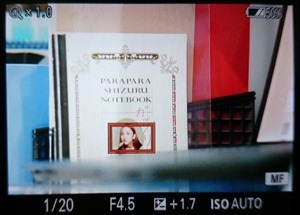 ×1.0
PARAPARA
SHIZURU
NOTEBOOK
MF
1/20 F4.5 +1.7 ISO AUTO